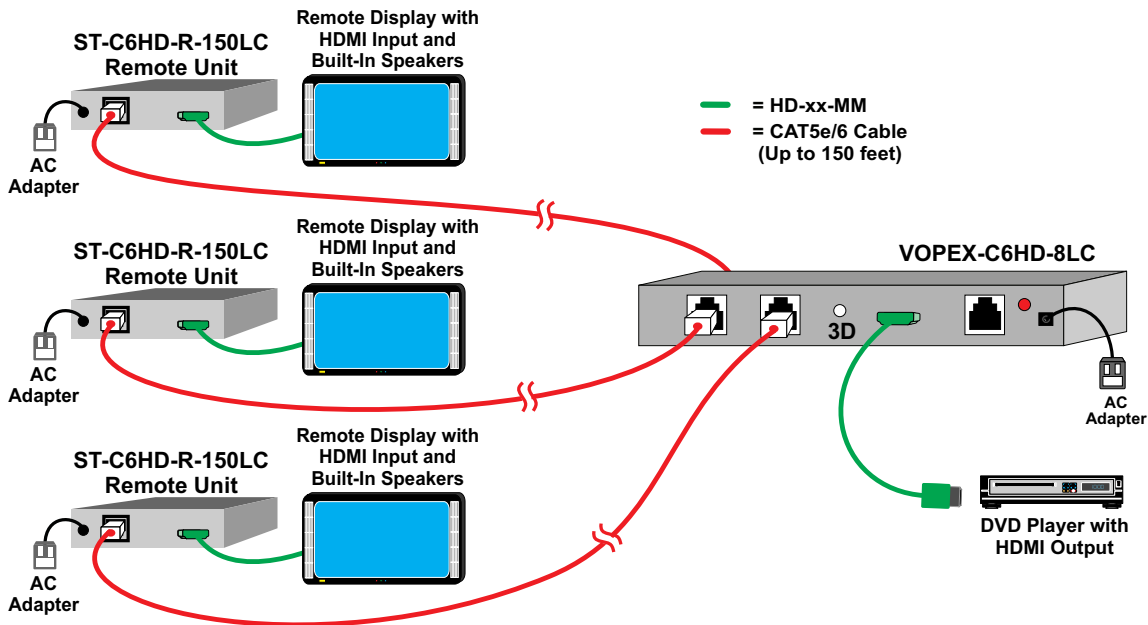 ST-C6HD-R-150LC
Remote Unit
Remote Display with
HDMI Input and
Built-In Speakers
AC
Adapter
= HD-xx-MM
= CAT5e/6 Cable
(Up to 150 feet)
ST-C6HD-R-150LC
Remote Unit
Remote Display with
HDMI Input and
Built-In Speakers
AC
Adapter
VOPEX-C6HD-8LC
3D
AC
Adapter
ST-C6HD-R-150LC
Remote Unit
Remote Display with
HDMI Input and
Built-In Speakers
AC
Adapter
DVD Player with
HDMI Output